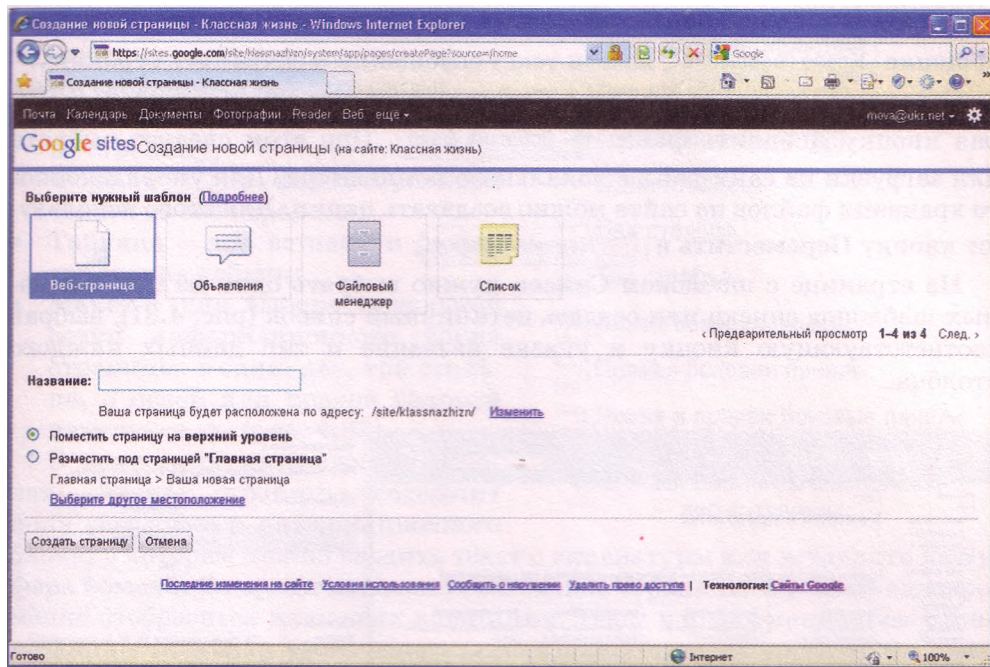 Создание новой страницы - Классная жизнь - Windows Internet Explorer
https://sites.google.com/site/klassnazhizn/system/app/pages/createPage?source=/home
Google
Создание новой страницы - Классная жизнь
Почта Календарь Документы Фотографии Reader Веб еще
mova@ukr.net
Google sites Создание новой страницы (на сайте: Классная жизнь)
Выберите нужный шаблон (Подробнее)
Веб-страница
Объявления
Файловый менеджер
Список
‹ Предварительный просмотр 1–4 из 4 След. ›
Название:
Ваша страница будет расположена по адресу: /site/klassnazhizn/ Изменить
Поместить страницу на верхний уровень
Разместить под страницей "Главная страница"
Главная страница > Ваша новая страница
Выберите другое местоположение
Создать страницу Отмена
Последние изменения на сайте Условия использования Сообщить о нарушении Удалить право доступа | Технология: Сайты Google
Готово
Интернет
100%